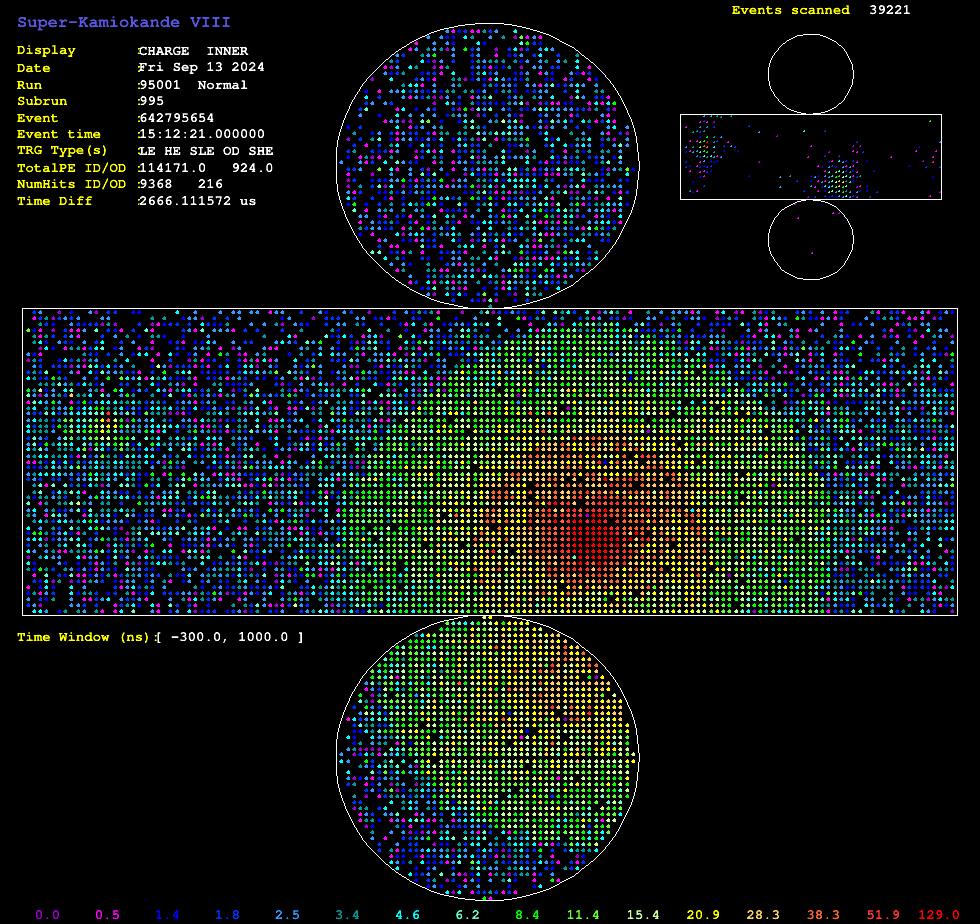 Super-Kamiokande VIII
Events scanned 39221
Display :CHARGE INNER
Date :Fri Sep 13 2024
Run :95001 Normal
Subrun :995
Event :642795654
Event time :15:12:21.000000
TRG Type(s) :LE HE SLE OD SHE
TotalPE ID/OD :114171.0 924.0
NumHits ID/OD :9368 216
Time Diff :2666.111572 us
Time Window (ns):[ -300.0, 1000.0 ]
0.0 0.5 1.4 1.8 2.5 3.4 4.6 6.2 8.4 11.4 15.4 20.9 28.3 38.3 51.9 129.0